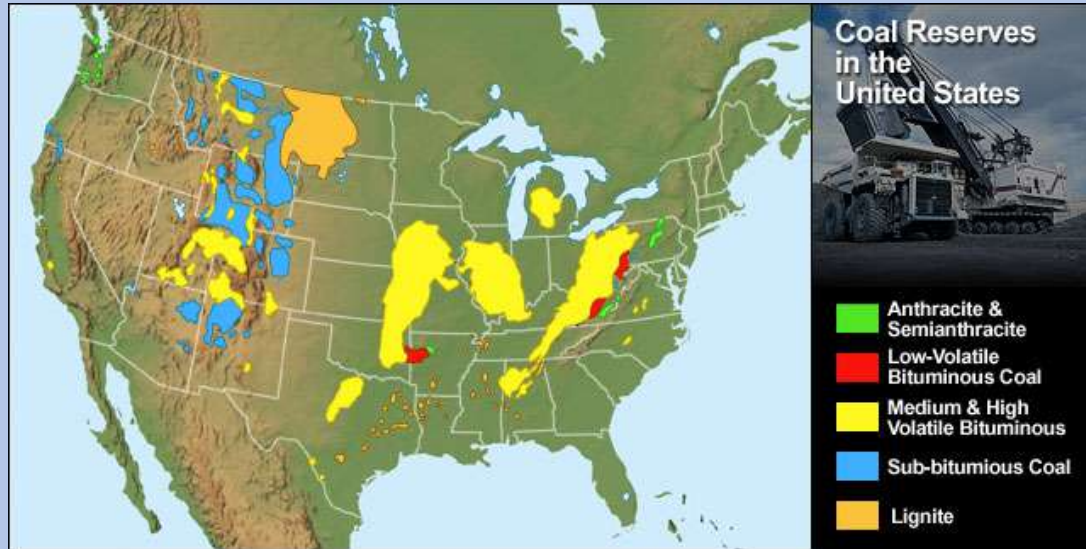 Coal Reserves
in the
United States
Anthracite &
Semianthracite
Low-Volatile
Bituminous Coal
Medium & High
Volatile Bituminous
Sub-bitumious Coal
Lignite